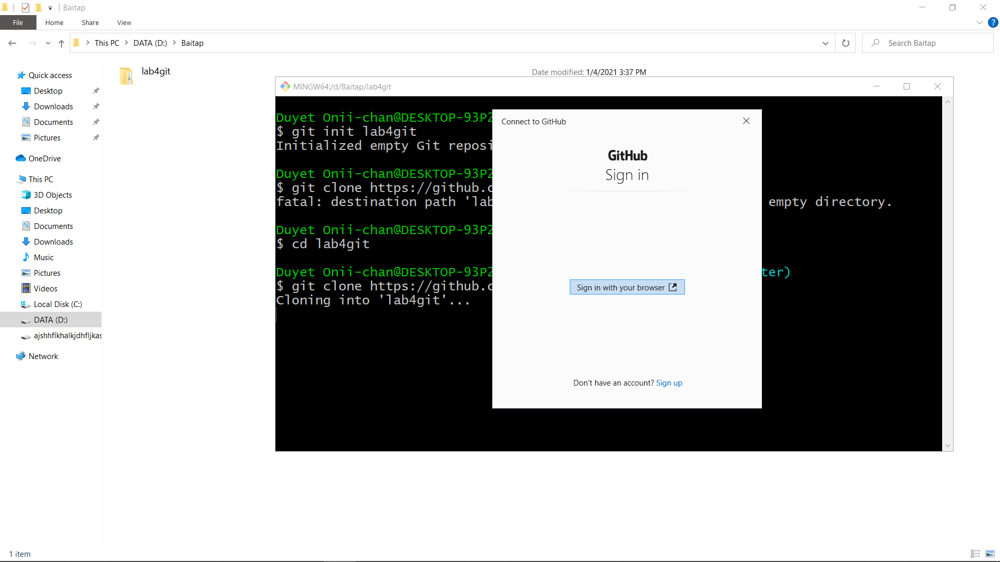 Baitap
File Home Share View
This PC DATA (D:) Baitap
Search Baitap
Quick access
Desktop
Downloads
Documents
Pictures
OneDrive
This PC
3D Objects
Desktop
Documents
Downloads
Music
Pictures
Videos
Local Disk (C:)
DATA (D:)
ajshhflkhalkjdhfljkas
Network
lab4git
Date modified: 1/4/2021 3:37 PM
MINGW64:/d/Baitap/lab4git
Duyet Onii-chan@DESKTOP-93P2
$ git init lab4git
Initialized empty Git reposi
Duyet Onii-chan@DESKTOP-93P2
$ git clone https://github.c
fatal: destination path 'lab empty directory.
Duyet Onii-chan@DESKTOP-93P2
$ cd lab4git
Duyet Onii-chan@DESKTOP-93P2 ter)
$ git clone https://github.c
Cloning into 'lab4git'...
Connect to GitHub
GitHub
Sign in
Sign in with your browser
Don't have an account? Sign up
1 item